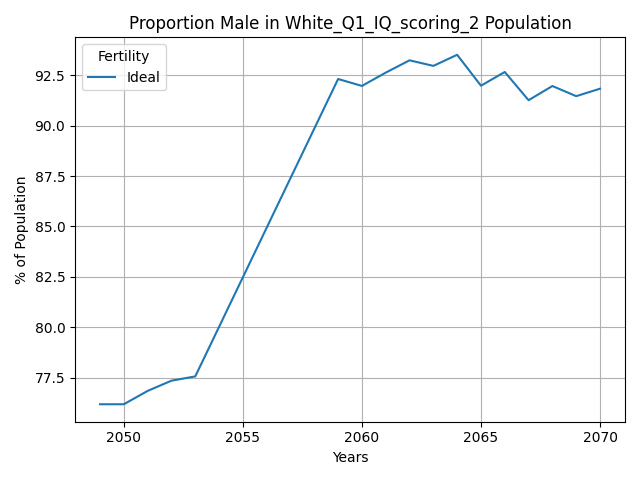 Proportion Male in White_Q1_IQ_scoring_2 Population
Fertility
Ideal
% of Population
92.5
90.0
87.5
85.0
82.5
80.0
77.5
2050
2055
2060
2065
2070
Years